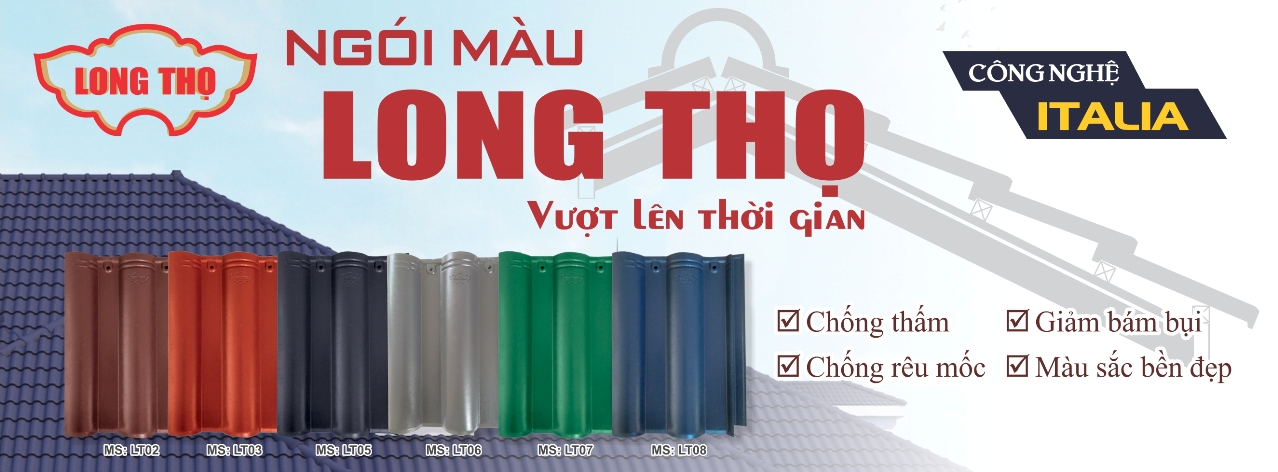 LONG THỌ
NGÓI MÀU
LONG THỌ
Vượt lên thời gian
CÔNG NGHỆ
ITALIA
☑ Chống thấm
☑ Giảm bám bụi
☑ Chống rêu mốc
☑ Màu sắc bền đẹp
MS: LT02
MS: LT03
MS: LT05
MS: LT06
MS: LT07
MS: LT08